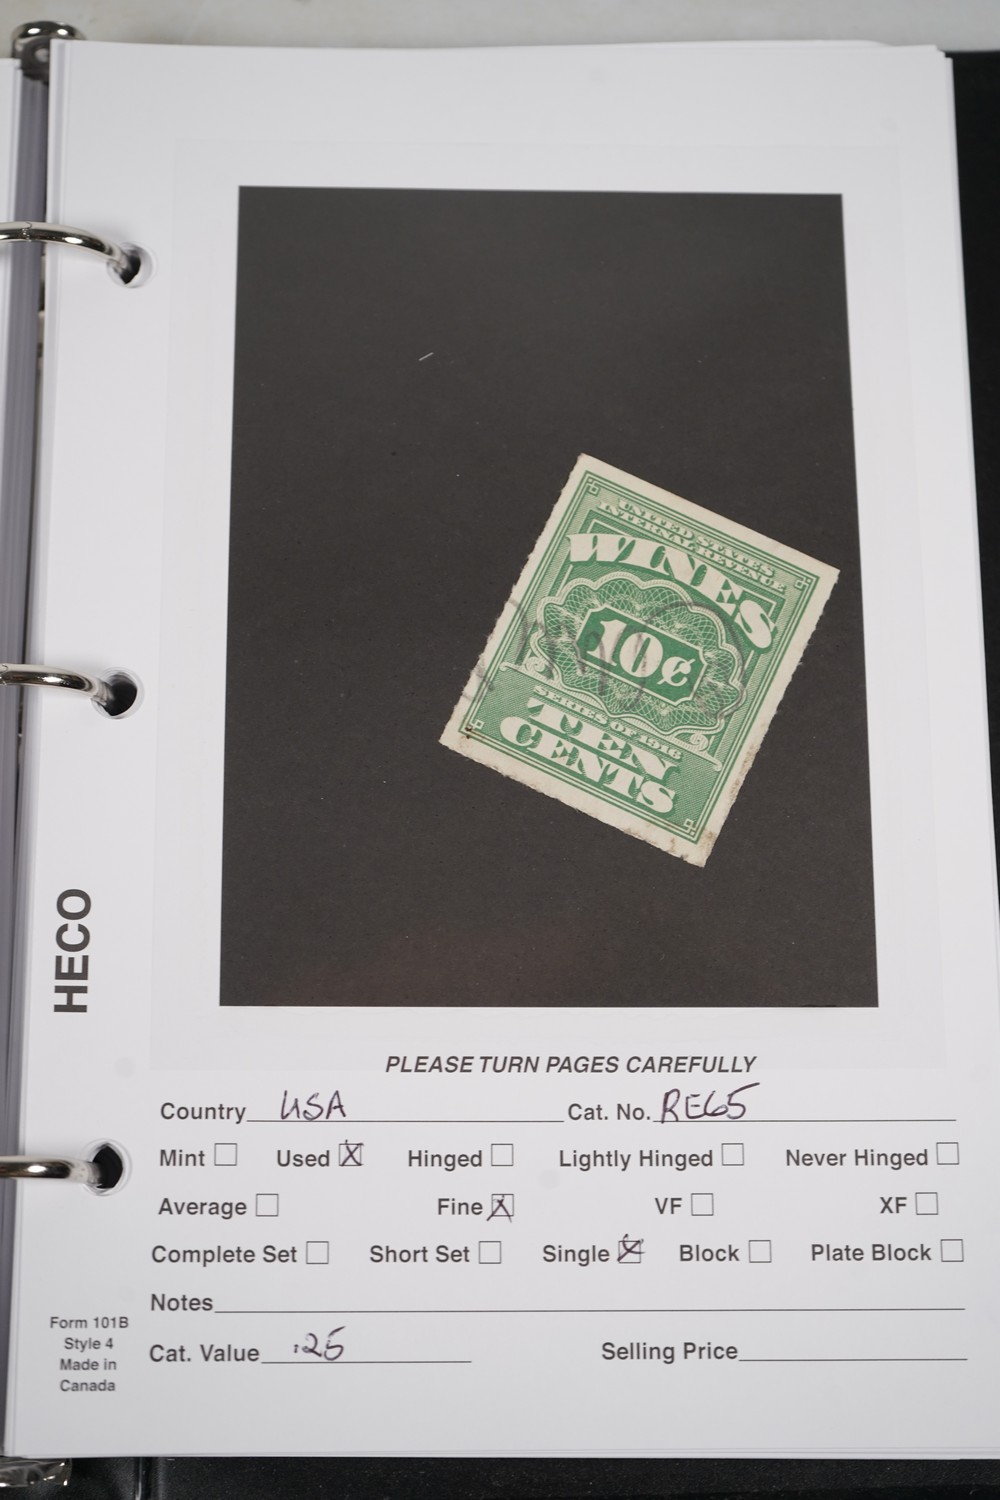 UNITED STATES
INTERNAL REVENUE
WINES
10¢
SERIES OF 1916
TEN
CENTS
HECO
PLEASE TURN PAGES CAREFULLY
Country USA Cat. No. RE65
Mint Used X Hinged Lightly Hinged Never Hinged
Average Fine X VF XF
Complete Set Short Set Single X Block Plate Block
Notes
Cat. Value .25 Selling Price
Form 101B
Style 4
Made in
Canada